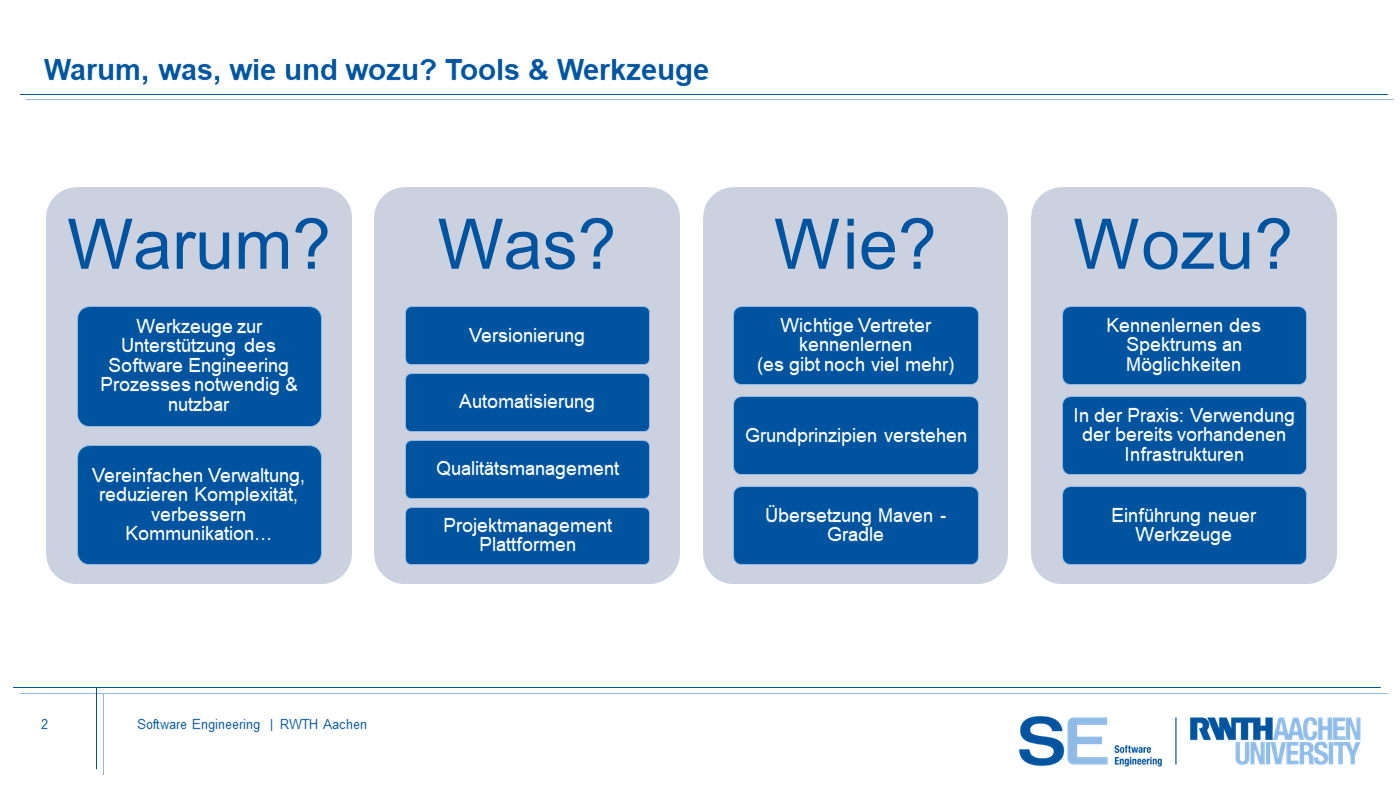 Warum, was, wie und wozu? Tools & Werkzeuge
Warum?
Werkzeuge zur
Unterstützung des
Software Engineering
Prozesses notwendig &
nutzbar
Vereinfachen Verwaltung,
reduzieren Komplexität,
verbessern
Kommunikation…
Was?
Versionierung
Automatisierung
Qualitätsmanagement
Projektmanagement
Plattformen
Wie?
Wichtige Vertreter
kennenlernen
(es gibt noch viel mehr)
Grundprinzipien verstehen
Übersetzung Maven -
Gradle
Wozu?
Kennenlernen des
Spektrums an
Möglichkeiten
In der Praxis: Verwendung
der bereits vorhandenen
Infrastrukturen
Einführung neuer
Werkzeuge
2
Software Engineering | RWTH Aachen
SE
Software
Engineering
RWTHAACHEN
UNIVERSITY